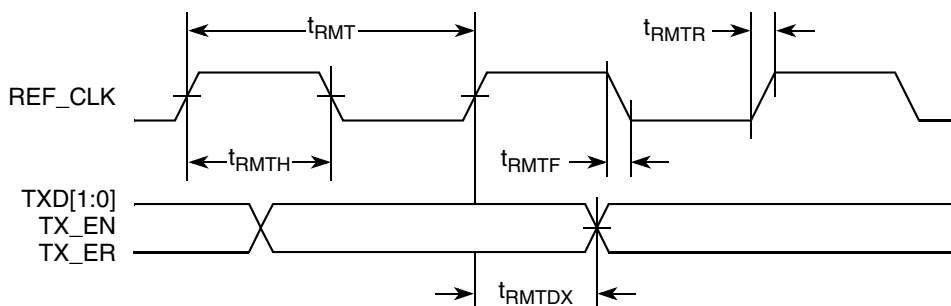 tRMT
tRMTR
REF_CLK
tRMTH
tRMTF
TXD[1:0]
TX_EN
TX_ER
tRMTDX